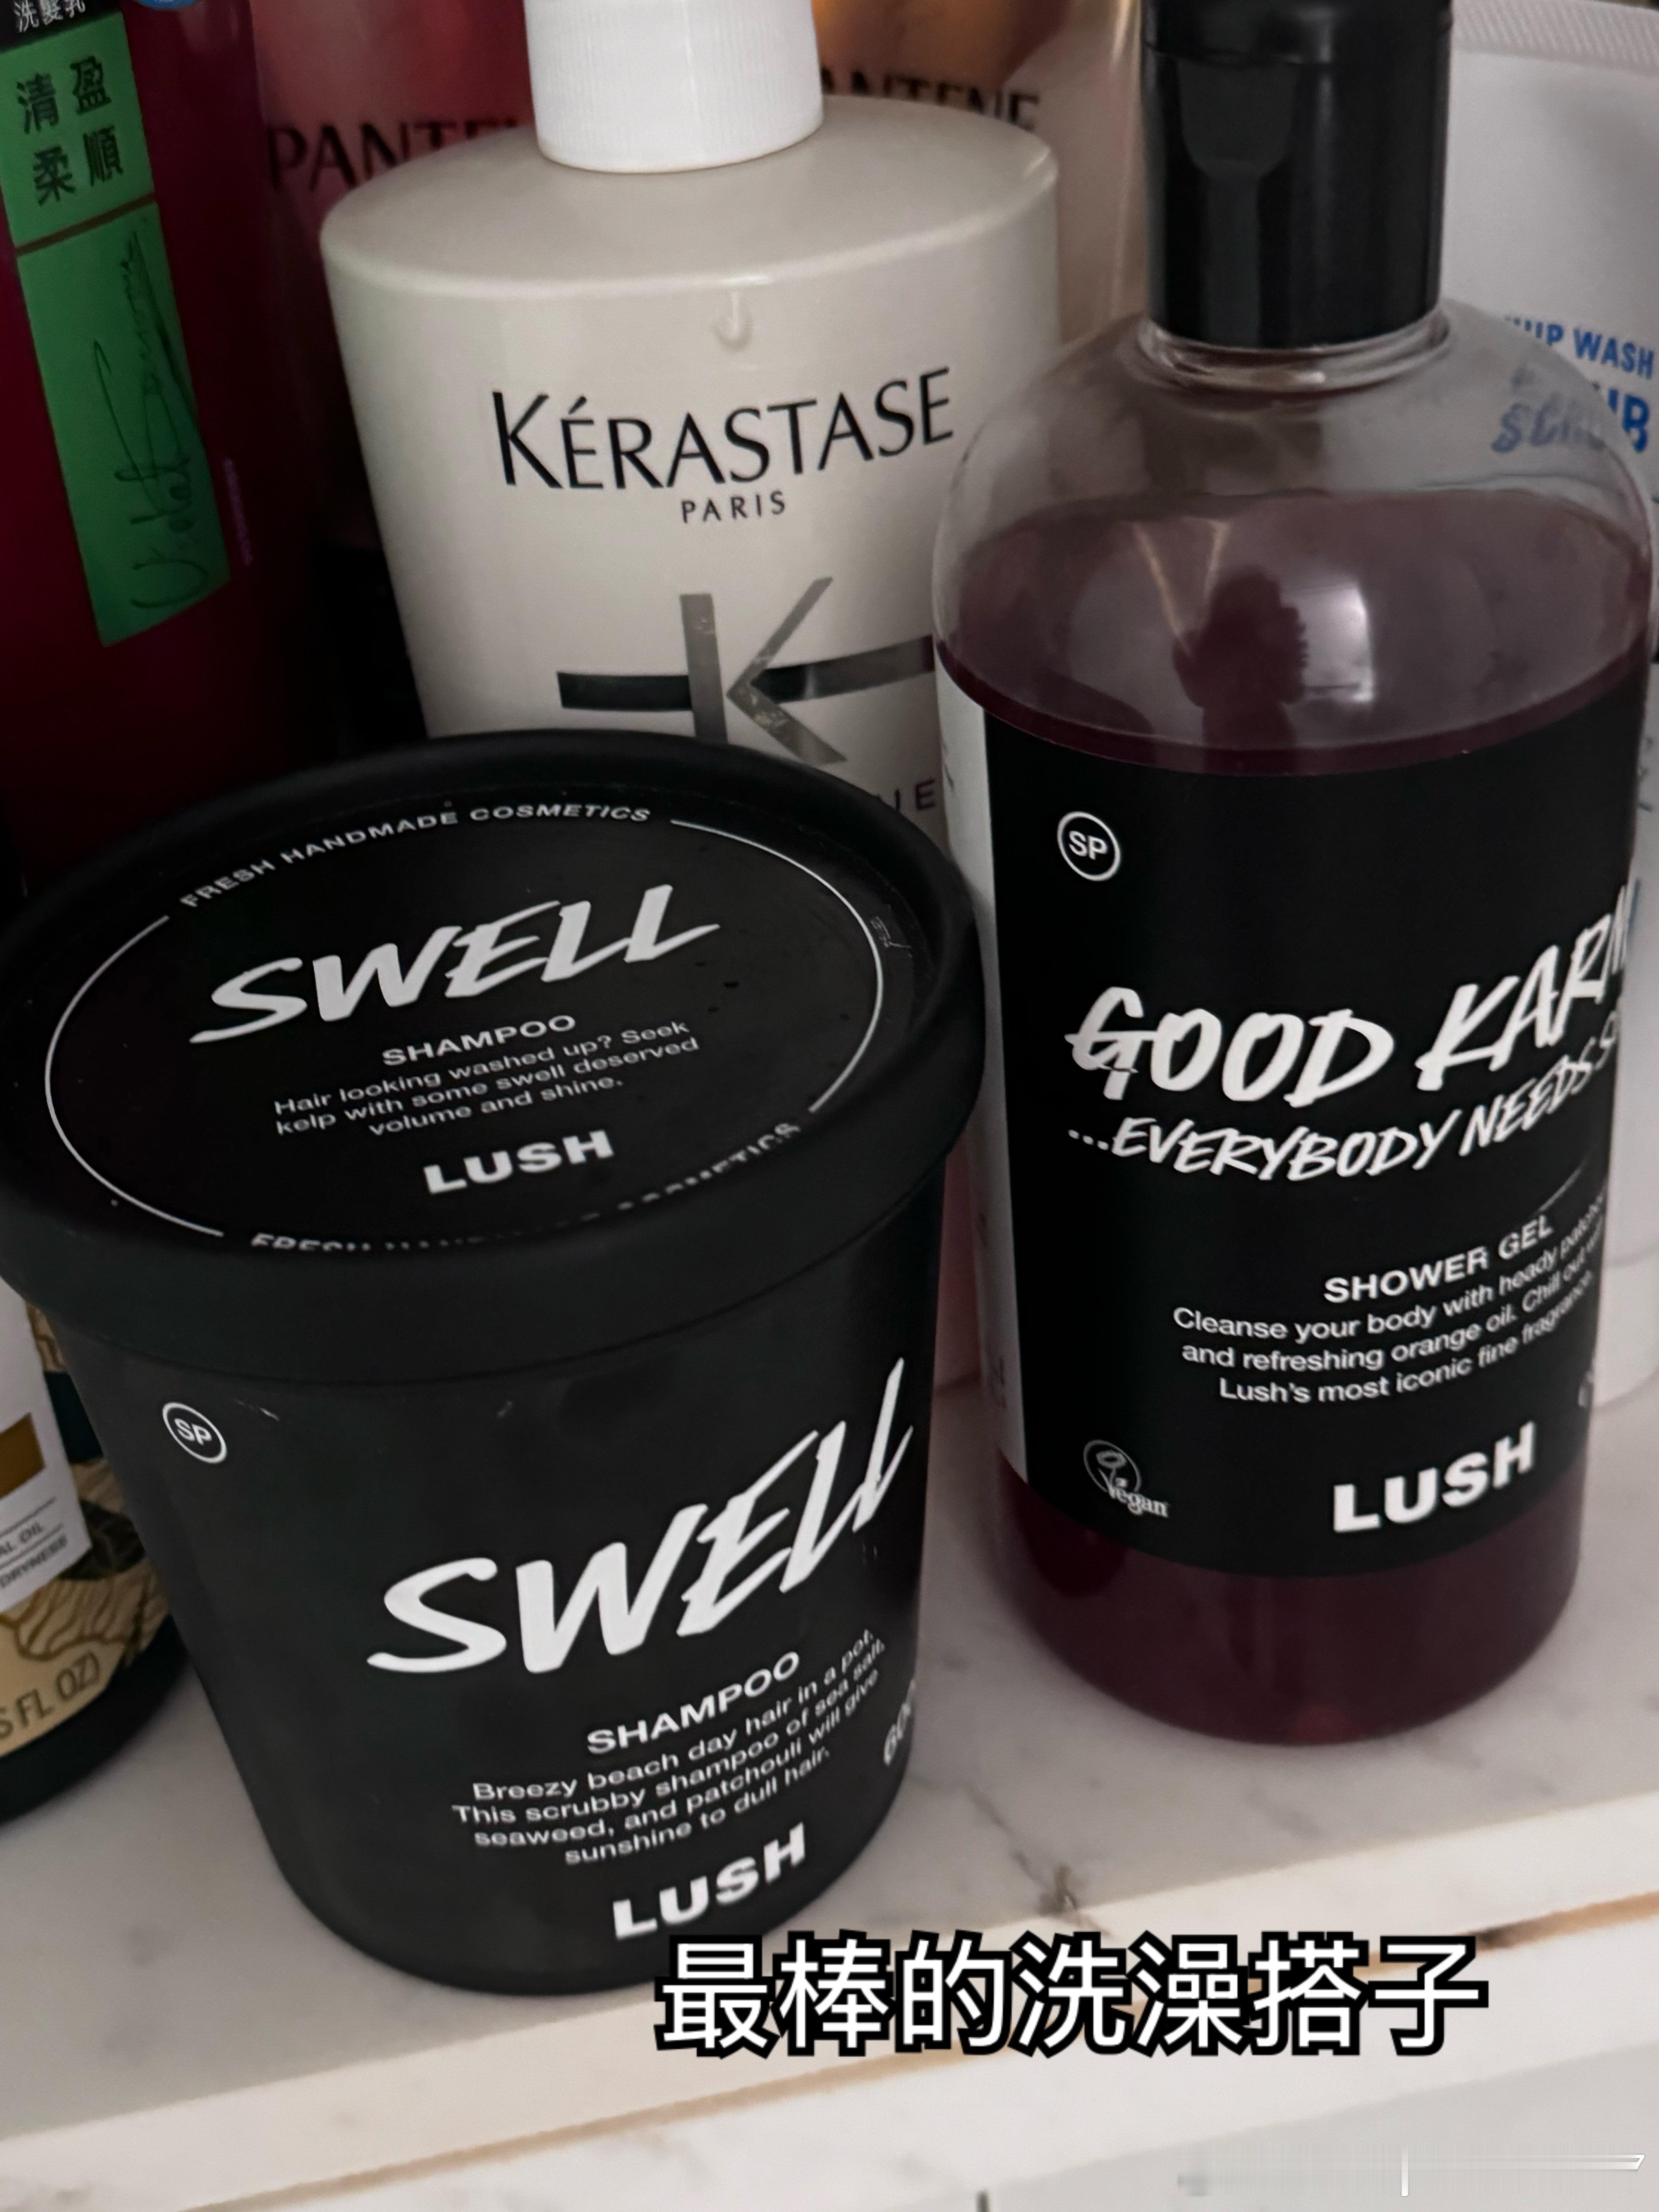 洗髮乳
清盈
柔順
PANTENE
KÉRASTASE
PARIS
WASH
FRESH HANDMADE COSMETICS
SWELL
SHAMPOO
Hair looking washed up? Seek
kelp with some swell deserved
volume and shine.
LUSH
SP
SWELL
SHAMPOO
Breezy beach day hair in a pot.
This scrubby shampoo of sea salt,
seaweed, and patchouli will give
sunshine to dull hair.
LUSH
SP
GOOD KARM
...EVERYBODY NEEDS
SHOWER GEL
Cleanse your body with heady
and refreshing orange oil. Chill out
Lush's most iconic fine fragrance.
Vegan
LUSH
AL OIL
DRYNESS
FL OZ)
最棒的洗澡搭子